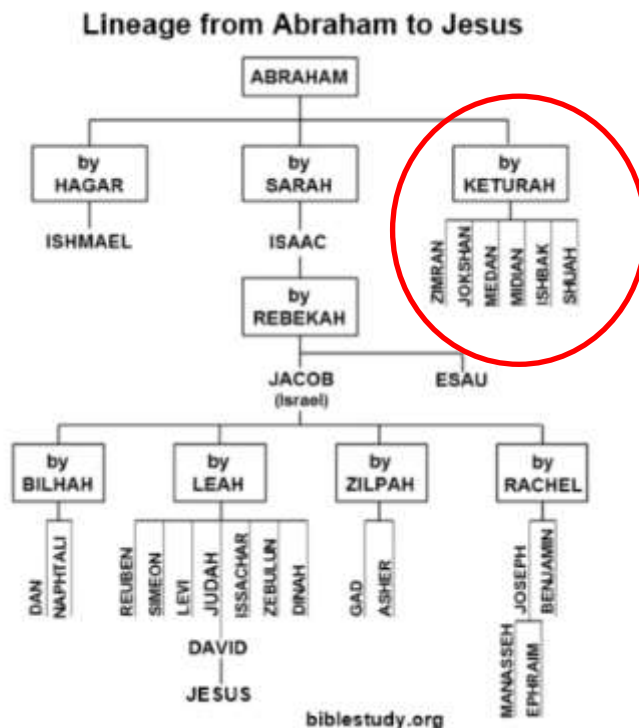 Lineage from Abraham to Jesus
ABRAHAM
by
HAGAR
by
SARAH
by
KETURAH
ISHMAEL
ISAAC
ZIMRAN
JOKSHAN
MEDAN
MIDIAN
ISHBAK
SHUAH
by
REBEKAH
JACOB
(Israel)
ESAU
by
BILHAH
by
LEAH
by
ZILPAH
by
RACHEL
DAN
NAPHTALI
REUBEN
SIMEON
LEVI
JUDAH
ISSACHAR
ZEBULUN
DINAH
GAD
ASHER
JOSEPH
BENJAMIN
MANASSEH
EPHRAIM
DAVID
JESUS
biblestudy.org